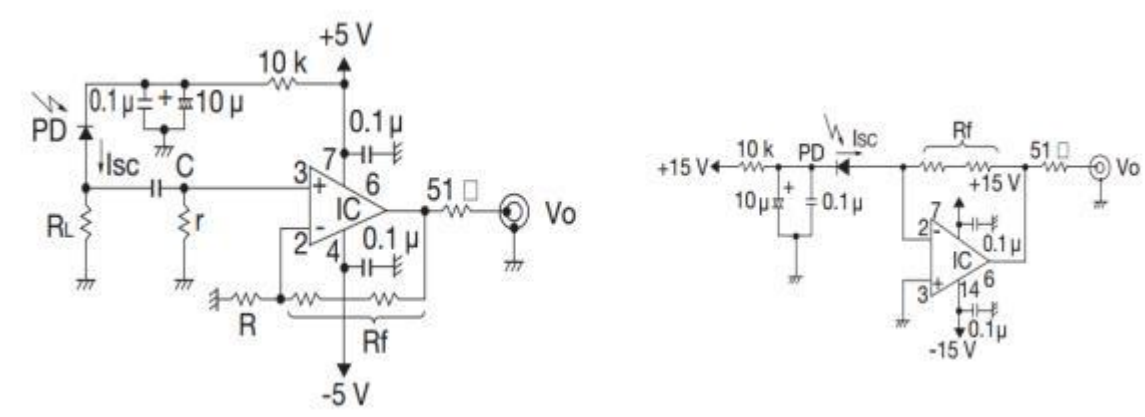 +5 V
10 k
0.1 μ
+
10 μ
PD
0.1 μ
7
Isc
C
3
+
6
51 □
IC
Vo
RL
r
-
2
4
0.1 μ
R
Rf
-5 V
Rf
Isc
10 k
PD
51 □
+15 V
Vo
+15 V
10 μ
+
0.1 μ
7
2
-
0.1 μ
IC
3
+
14
6
0.1 μ
-15 V